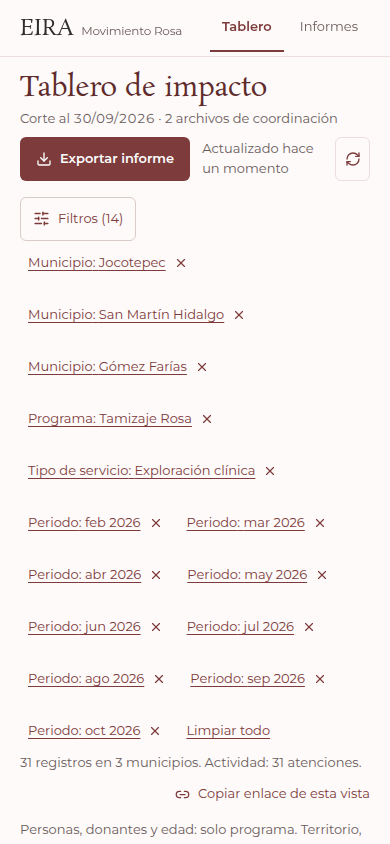 EIRA Movimiento Rosa Tablero Informes
Tablero de impacto
Corte al 30/09/2026 · 2 archivos de coordinación
Exportar informe
Actualizado hace
un momento
Filtros (14)
Municipio: Jocotepec
Municipio: San Martín Hidalgo
Municipio: Gómez Farías
Programa: Tamizaje Rosa
Tipo de servicio: Exploración clínica
Periodo: feb 2026 Periodo: mar 2026
Periodo: abr 2026 Periodo: may 2026
Periodo: jun 2026 Periodo: jul 2026
Periodo: ago 2026 Periodo: sep 2026
Periodo: oct 2026 Limpiar todo
31 registros en 3 municipios. Actividad: 31 atenciones.
Copiar enlace de esta vista
Personas, donantes y edad: solo programa. Territorio,